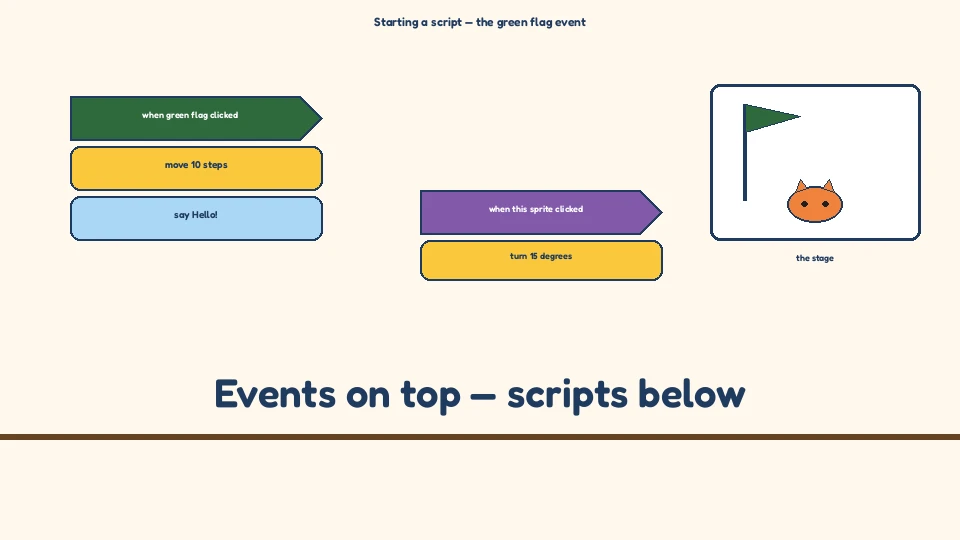 Starting a script — the green flag event
when green flag clicked
move 10 steps
say Hello!
when this sprite clicked
turn 15 degrees
the stage
Events on top — scripts below